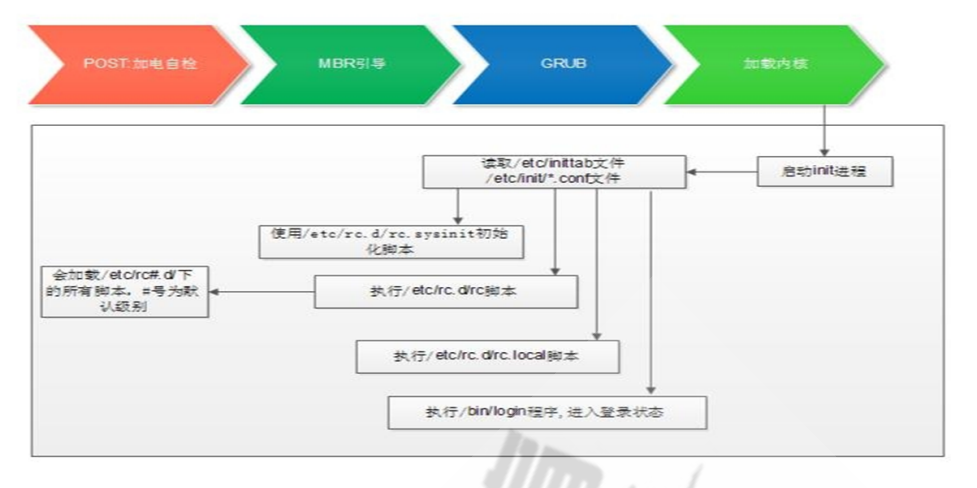 POST:加电自检
MBR引导
GRUB
加载内核
启动init进程
读取/etc/inittab文件
/etc/init/*.conf文件
使用/etc/rc.d/rc.sysinit初始
化脚本
会加载/etc/rc#.d/下
的所有脚本，#号为默
认级别
执行/etc/rc.d/rc脚本
执行/etc/rc.d/rc.local脚本
执行/bin/login程序,进入登录状态